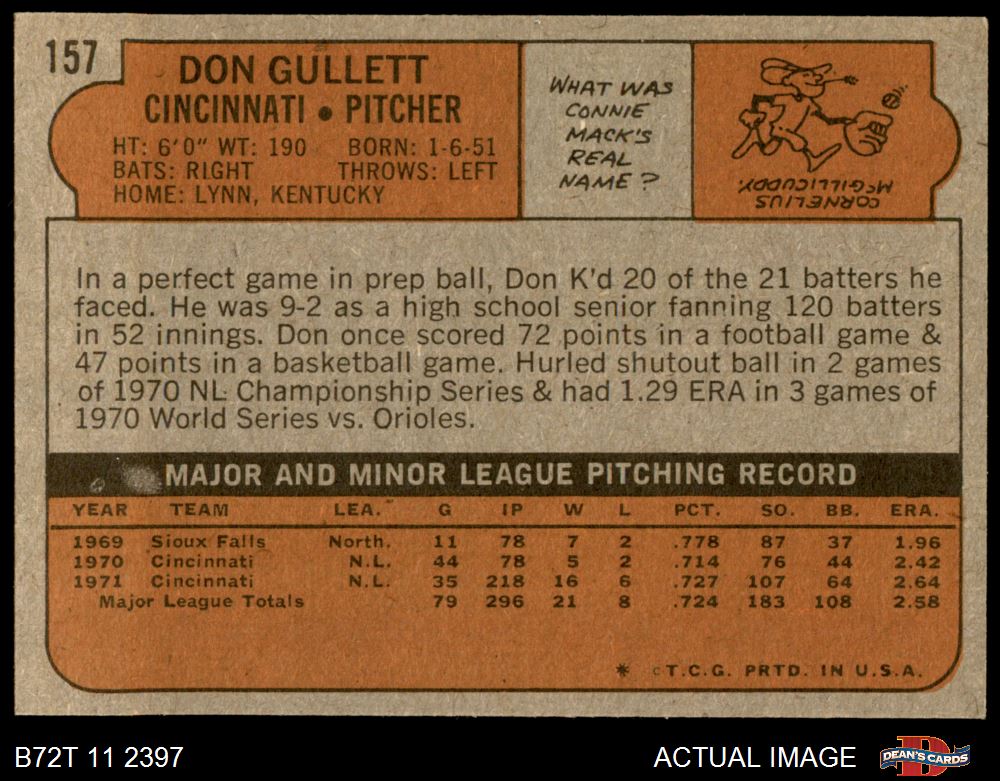 157
DON GULLETT
CINCINNATI • PITCHER
HT: 6'0" WT: 190 BORN: 1-6-51
BATS: RIGHT THROWS: LEFT
HOME: LYNN, KENTUCKY
WHAT WAS
CONNIE
MACK'S
REAL
NAME?
CORNELIUS
McGILLICUDDY.
In a perfect game in prep ball, Don K'd 20 of the 21 batters he
faced. He was 9-2 as a high school senior fanning 120 batters
in 52 innings. Don once scored 72 points in a football game &
47 points in a basketball game. Hurled shutout ball in 2 games
of 1970 NL Championship Series & had 1.29 ERA in 3 games of
1970 World Series vs. Orioles.
MAJOR AND MINOR LEAGUE PITCHING RECORD
YEAR TEAM LEA. G IP W L PCT. SO. BB. ERA.
1969 Sioux Falls North. 11 78 7 2 .778 87 37 1.96
1970 Cincinnati N.L. 44 78 5 2 .714 76 44 2.42
1971 Cincinnati N.L. 35 218 16 6 .727 107 64 2.64
Major League Totals 79 296 21 8 .724 183 108 2.58
* ©T.C.G. PRTD. IN U.S.A.
B72T 11 2397 ACTUAL IMAGE DEAN'S CARDS